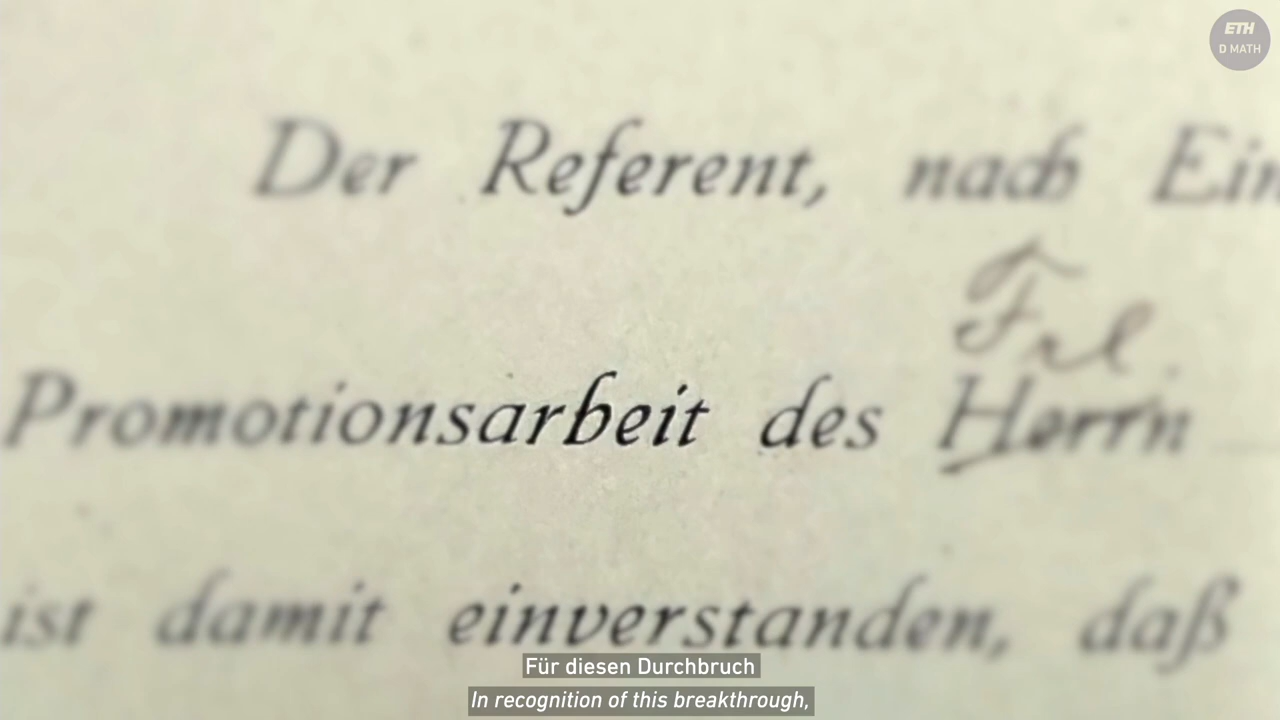 ETH
D MATH
Der Referent, nach Ein
Frl.
Promotionsarbeit des Herrn
ist damit einverstanden, daß
Für diesen Durchbruch
In recognition of this breakthrough,